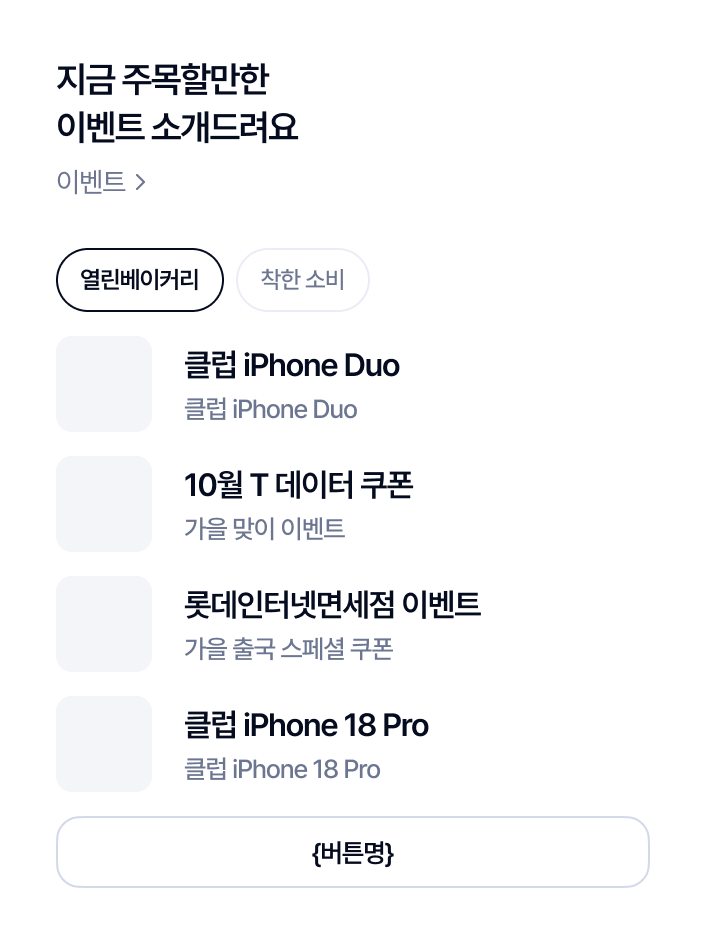 지금 주목할만한
이벤트 소개드려요
이벤트 >
열린베이커리
착한 소비
클럽 iPhone Duo
클럽 iPhone Duo
10월 T 데이터 쿠폰
가을 맞이 이벤트
롯데인터넷면세점 이벤트
가을 출국 스페셜 쿠폰
클럽 iPhone 18 Pro
클럽 iPhone 18 Pro
{버튼명}